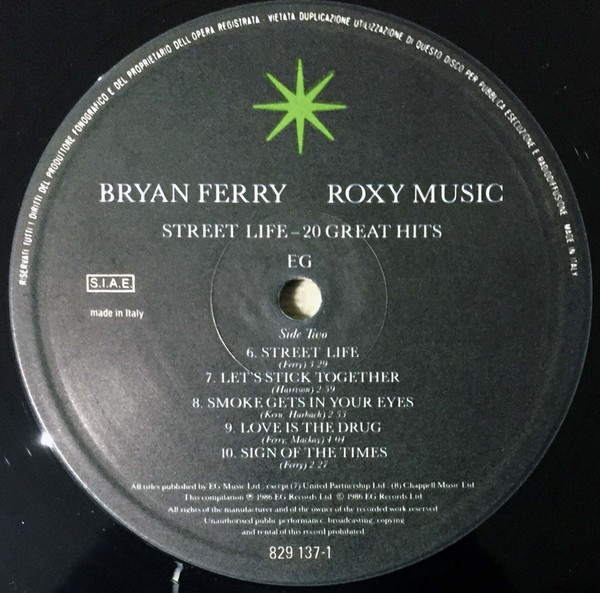 RISERVATI TUTTI I DIRITTI DEL PRODUTTORE FONOGRAFICO E DEL PROPRIETARIO DELL'OPERA REGISTRATA - VIETATA DUPLICAZIONE UTILIZZAZIONE DI QUESTO DISCO PER PUBBLICA ESECUZIONE E RADIODIFFUSIONE MADE IN ITALY
BRYAN FERRY ROXY MUSIC
STREET LIFE - 20 GREAT HITS
EG
S.I.A.E.
made in Italy
Side Two
6. STREET LIFE
(Ferry) 3·29
7. LET'S STICK TOGETHER
(Harrison) 2·59
8. SMOKE GETS IN YOUR EYES
(Kern, Harbach) 2·53
9. LOVE IS THE DRUG
(Ferry, Mackay) 4·04
10. SIGN OF THE TIMES
(Ferry) 2·27
All titles published by EG Music Ltd; except (7) United Partnership Ltd · (8) Chappell Music Ltd
This compilation ℗ 1986 EG Records Ltd © 1986 EG Records Ltd
All rights of the manufacturer and of the owner of the recorded work reserved
Unauthorised public performance, broadcasting, copying
and rental of this record prohibited
829 137-1